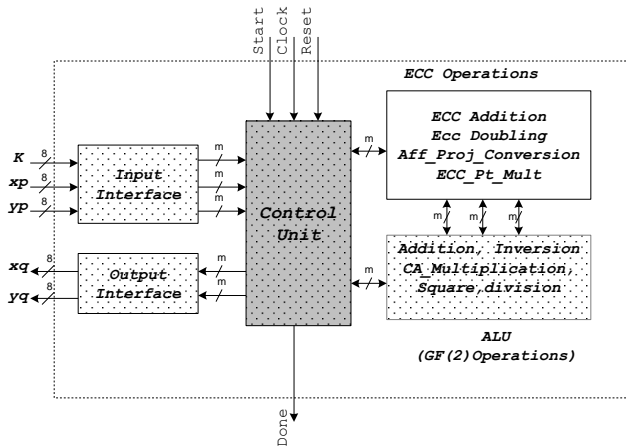 Start
Clock
Reset
ECC Operations
ECC Addition
Ecc Doubling
Aff_Proj_Conversion
ECC_Pt_Mult
K
8
xp
8
yp
8
Input
Interface
m
m
m
Control
Unit
m
m
m
m
m
Addition, Inversion
CA_Multiplication,
Square,division
ALU
(GF(2)Operations)
xq
8
yq
8
Output
Interface
m
m
Done